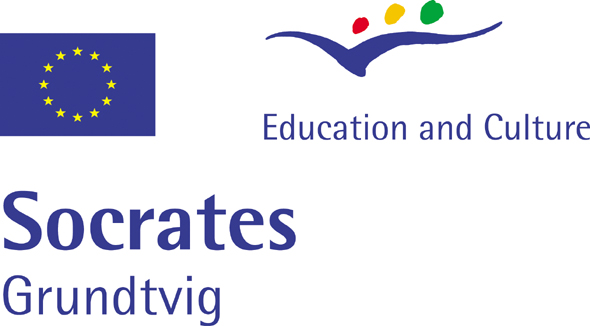 Education and Culture
Socrates
Grundtvig